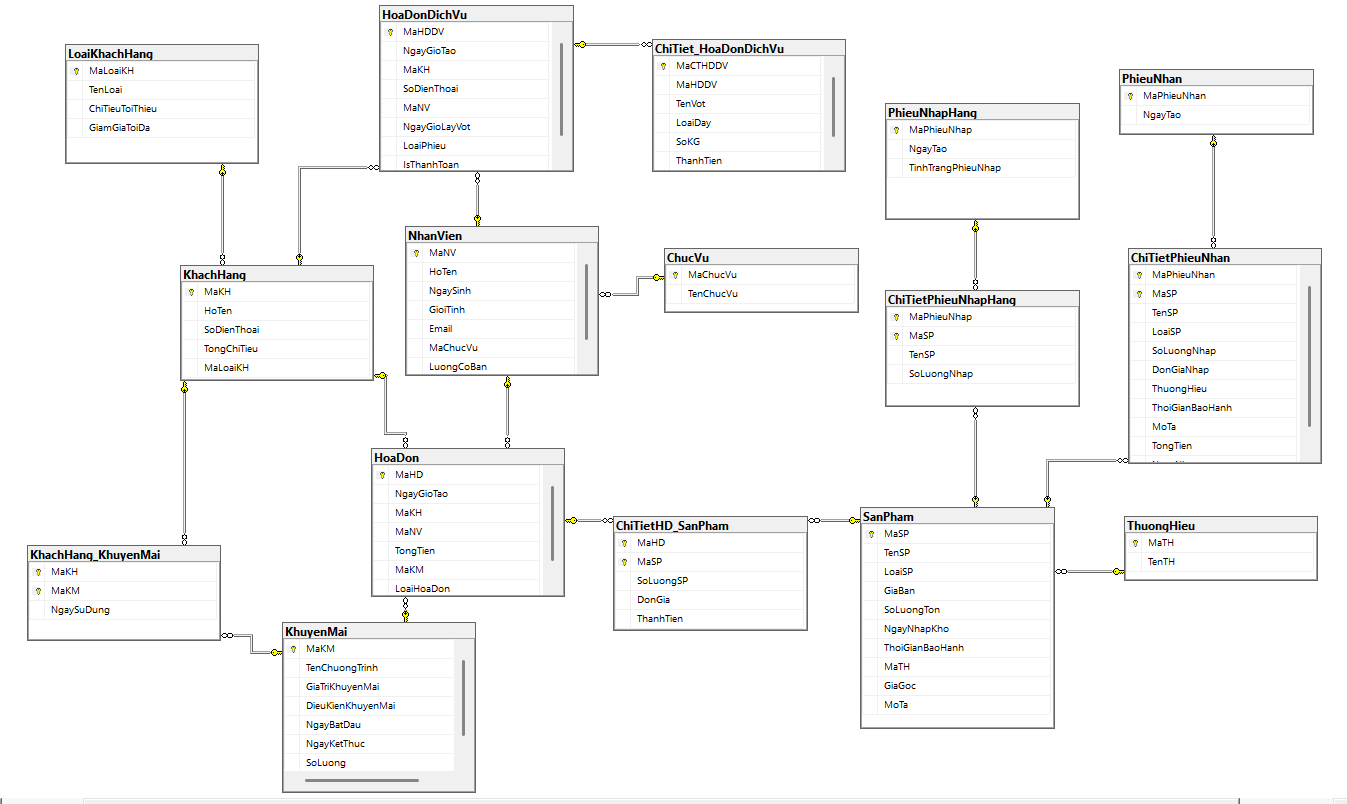 HoaDonDichVu
MaHDDV
NgayGioTao
MaKH
SoDienThoai
MaNV
NgayGioLayVot
LoaiPhieu
IsThanhToan
LoaiKhachHang
MaLoaiKH
TenLoai
ChiTieuToiThieu
GiamGiaToiDa
ChiTiet_HoaDonDichVu
MaCTHDDV
MaHDDV
TenVot
LoaiDay
SoKG
ThanhTien
PhieuNhan
MaPhieuNhan
NgayTao
PhieuNhapHang
MaPhieuNhap
NgayTao
TinhTrangPhieuNhap
NhanVien
MaNV
HoTen
NgaySinh
GioiTinh
Email
MaChucVu
LuongCoBan
ChucVu
MaChucVu
TenChucVu
ChiTietPhieuNhan
MaPhieuNhan
MaSP
TenSP
LoaiSP
SoLuongNhap
DonGiaNhap
ThuongHieu
ThoiGianBaoHanh
MoTa
TongTien
KhachHang
MaKH
HoTen
SoDienThoai
TongChiTieu
MaLoaiKH
ChiTietPhieuNhapHang
MaPhieuNhap
MaSP
TenSP
SoLuongNhap
HoaDon
MaHD
NgayGioTao
MaKH
MaNV
TongTien
MaKM
LoaiHoaDon
ChiTietHD_SanPham
MaHD
MaSP
SoLuongSP
DonGia
ThanhTien
SanPham
MaSP
TenSP
LoaiSP
GiaBan
SoLuongTon
NgayNhapKho
ThoiGianBaoHanh
MaTH
GiaGoc
MoTa
ThuongHieu
MaTH
TenTH
KhachHang_KhuyenMai
MaKH
MaKM
NgaySuDung
KhuyenMai
MaKM
TenChuongTrinh
GiaTriKhuyenMai
DieuKienKhuyenMai
NgayBatDau
NgayKetThuc
SoLuong